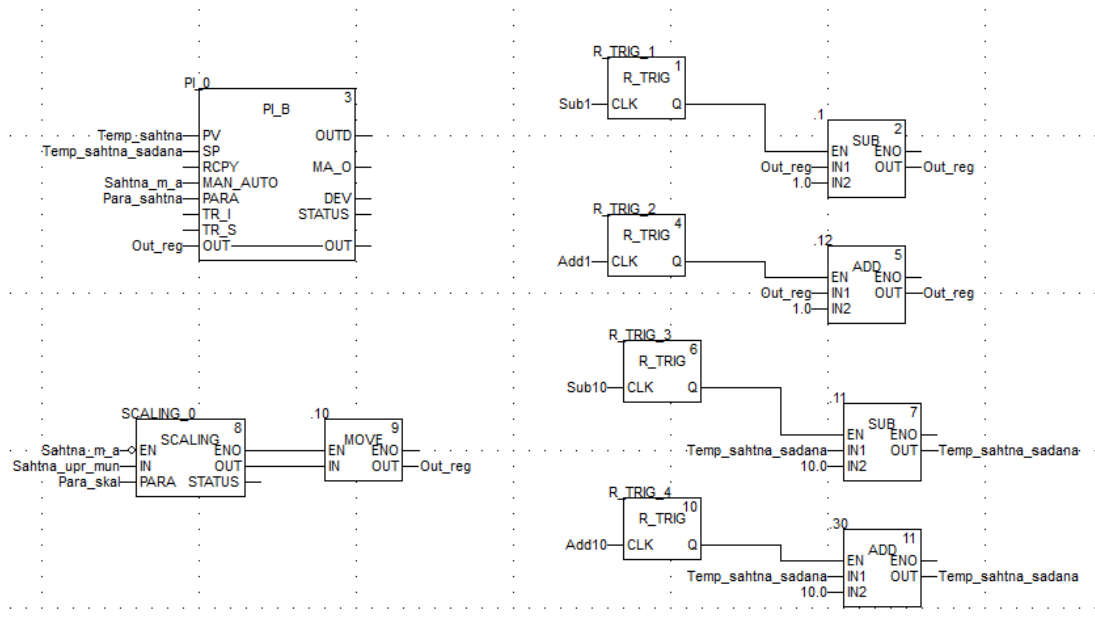 PI_0
3
PI_B
Temp_sahtna PV OUTD
Temp_sahtna_sadana SP
RCPY MA_O
Sahtna_m_a MAN_AUTO
Para_sahtna PARA DEV
TR_I STATUS
TR_S
Out_reg OUT OUT
SCALING_0
8
SCALING
Sahtna_m_a EN ENO
Sahtna_upr_mun IN OUT
Para_skal PARA STATUS
.10
9
MOVE
EN ENO
IN OUT Out_reg
R_TRIG_1
1
R_TRIG
Sub1 CLK Q
.1
2
SUB
EN ENO
Out_reg IN1 OUT Out_reg
1.0 IN2
R_TRIG_2
4
R_TRIG
Add1 CLK Q
.12
5
ADD
EN ENO
Out_reg IN1 OUT Out_reg
1.0 IN2
R_TRIG_3
6
R_TRIG
Sub10 CLK Q
.11
7
SUB
EN ENO
Temp_sahtna_sadana IN1 OUT Temp_sahtna_sadana
10.0 IN2
R_TRIG_4
10
R_TRIG
Add10 CLK Q
.30
11
ADD
EN ENO
Temp_sahtna_sadana IN1 OUT Temp_sahtna_sadana
10.0 IN2